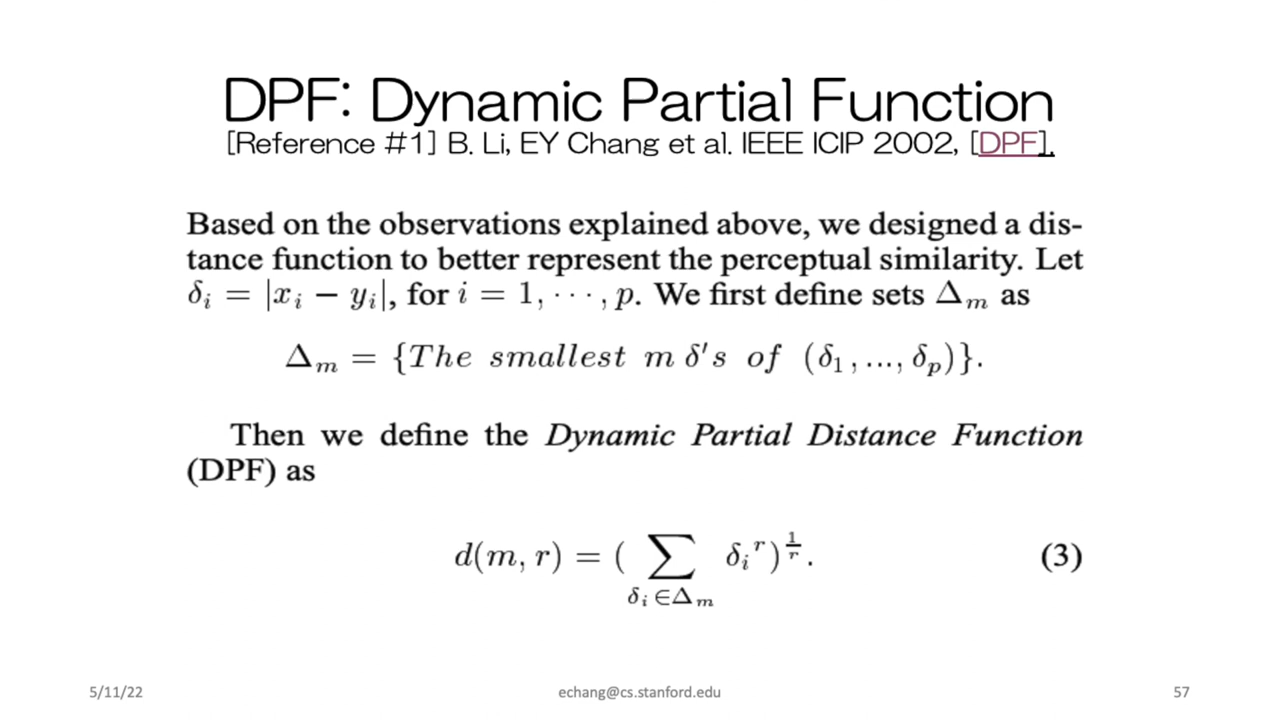 DPF: Dynamic Partial Function
[Reference #1] B. Li, EY Chang et al. IEEE ICIP 2002, [DPF].
Based on the observations explained above, we designed a dis-
tance function to better represent the perceptual similarity. Let
δᵢ = |xᵢ − yᵢ|, for i = 1, ⋯, p. We first define sets Δₘ as
Δₘ = {The smallest m δ's of (δ₁, ..., δₚ)}.
Then we define the Dynamic Partial Distance Function
(DPF) as
d(m, r) = ( ∑_{δᵢ∈Δₘ} δᵢʳ)^{1/r}. (3)
5/11/22 echang@cs.stanford.edu 57